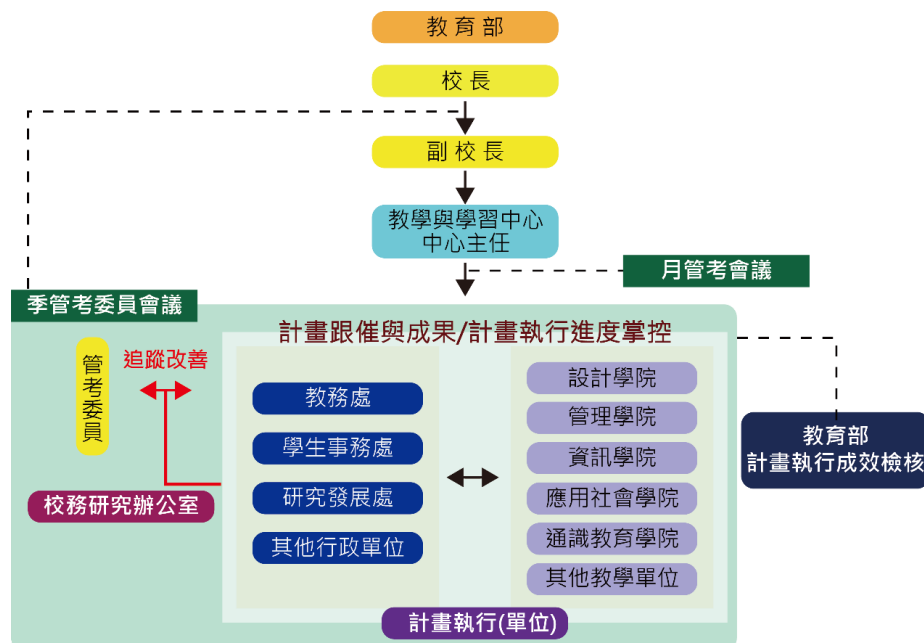 教育部
校長
副校長
教學與學習中心
中心主任
月管考會議
季管考委員會議
計畫跟催與成果/計畫執行進度掌控
管考委員
追蹤改善
校務研究辦公室
教務處
學生事務處
研究發展處
其他行政單位
設計學院
管理學院
資訊學院
應用社會學院
通識教育學院
其他教學單位
教育部
計畫執行成效檢核
計畫執行(單位)